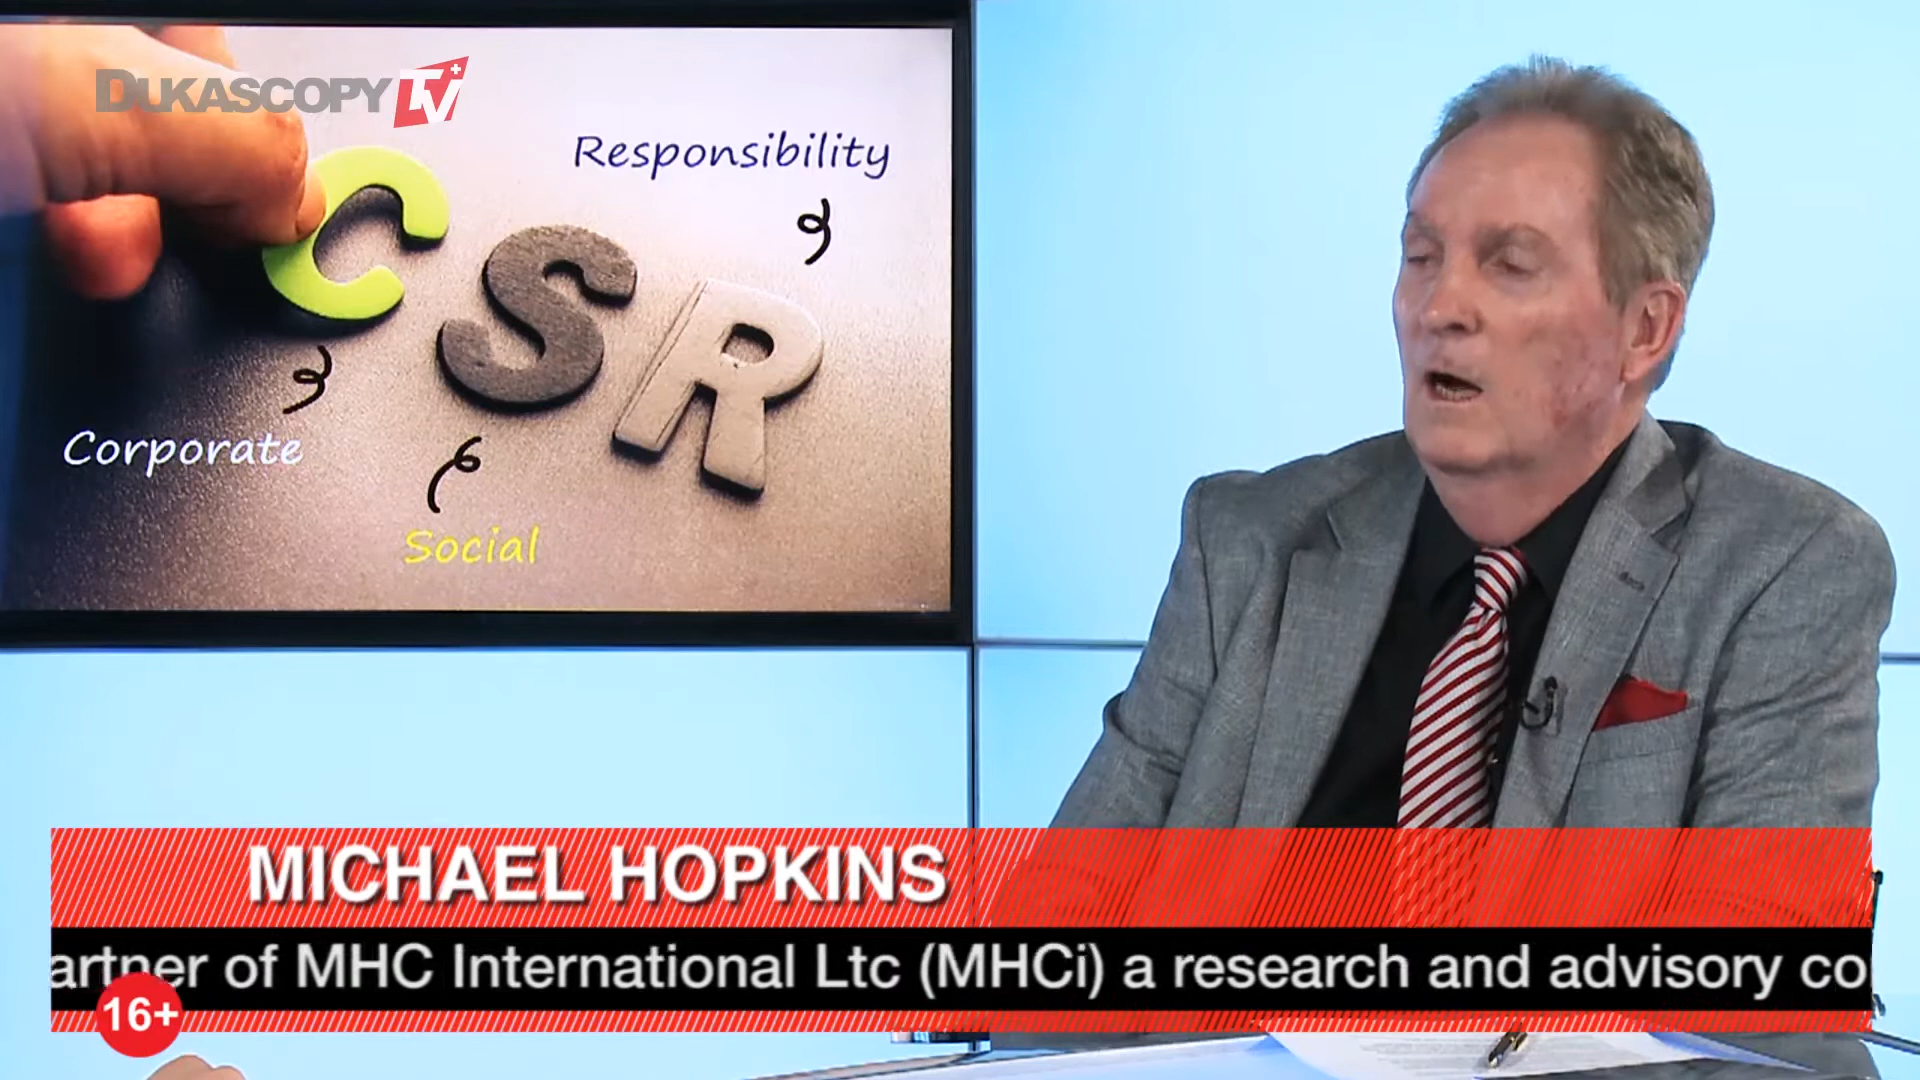 DUKASCOPY TV+
Responsibility
CSR
Corporate
Social
MICHAEL HOPKINS
artner of MHC International Ltc (MHCi) a research and advisory co
16+